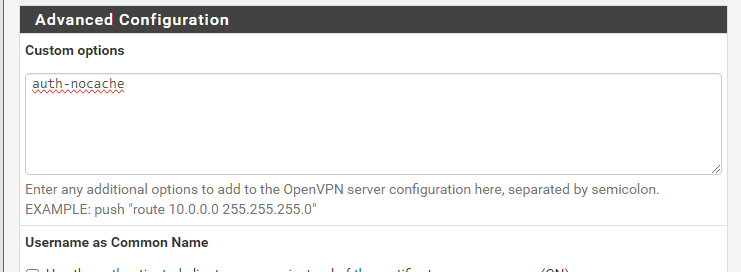 Advanced Configuration
Custom options
auth-nocache
Enter any additional options to add to the OpenVPN server configuration here, separated by semicolon.
EXAMPLE: push "route 10.0.0.0 255.255.255.0"
Username as Common Name